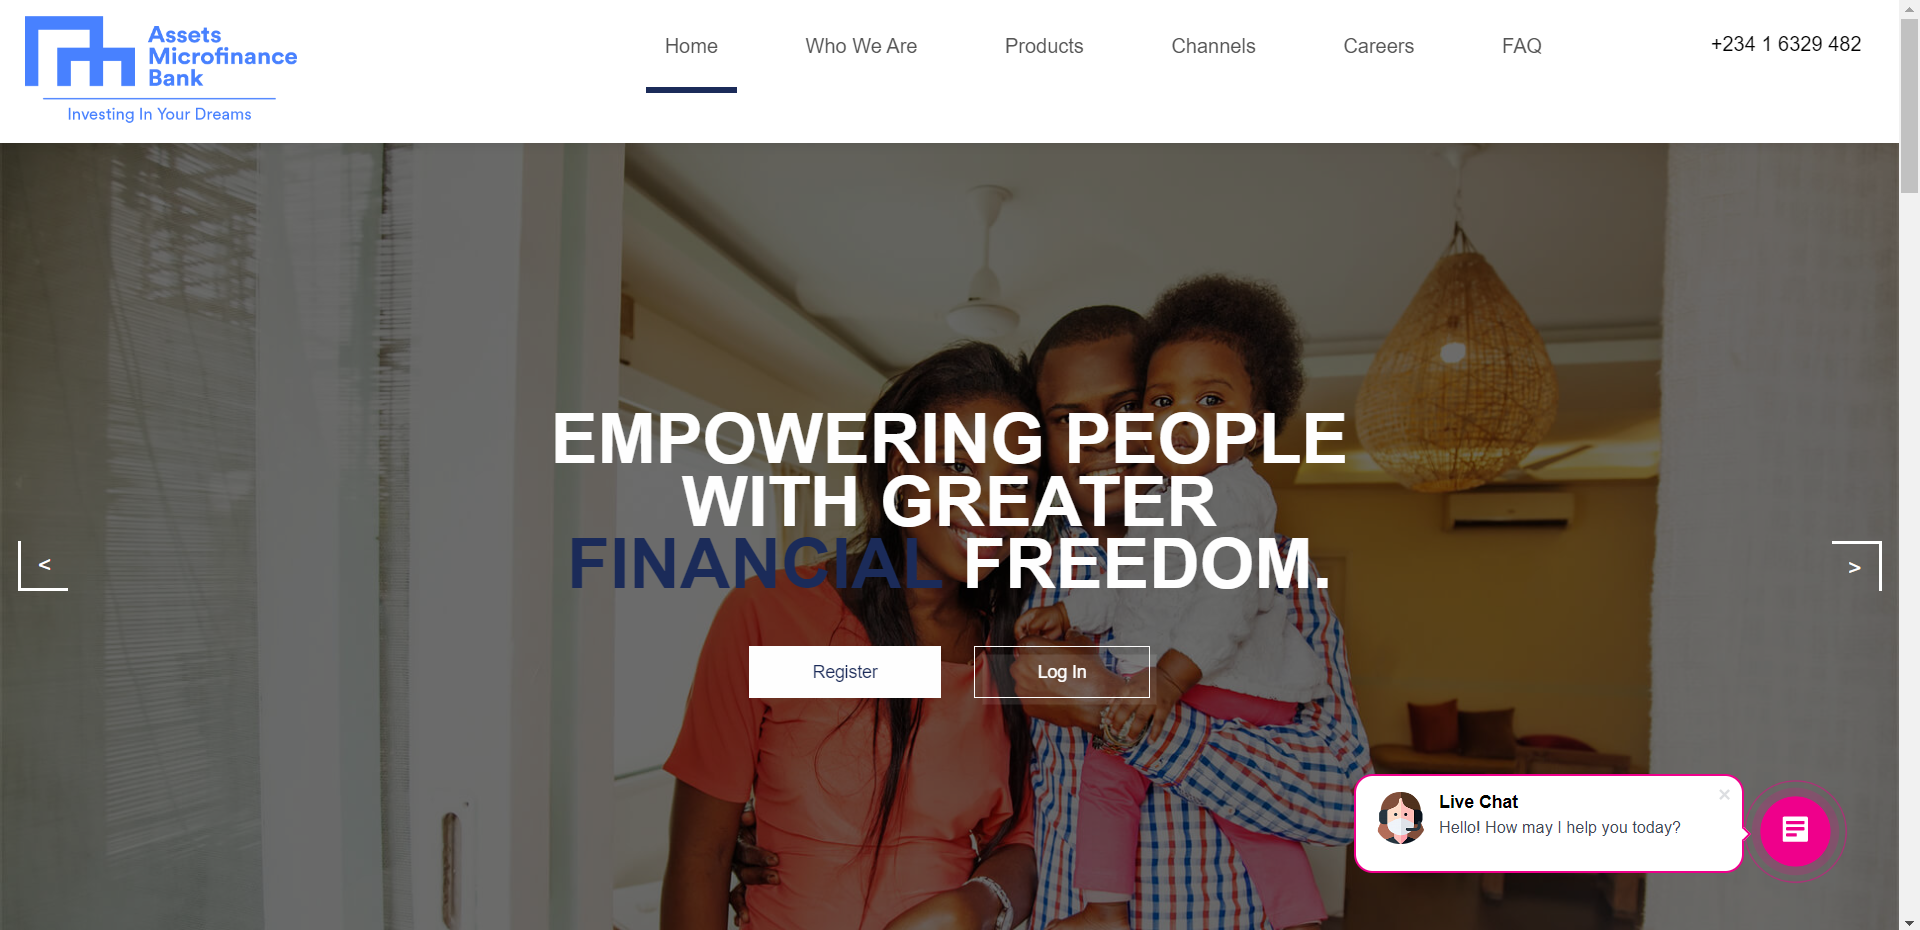 Assets
Microfinance
Bank
Investing In Your Dreams
Home
Who We Are
Products
Channels
Careers
FAQ
+234 1 6329 482
EMPOWERING PEOPLE
WITH GREATER
FINANCIAL FREEDOM.
<
>
Register
Log In
Live Chat
×
Hello! How may I help you today?